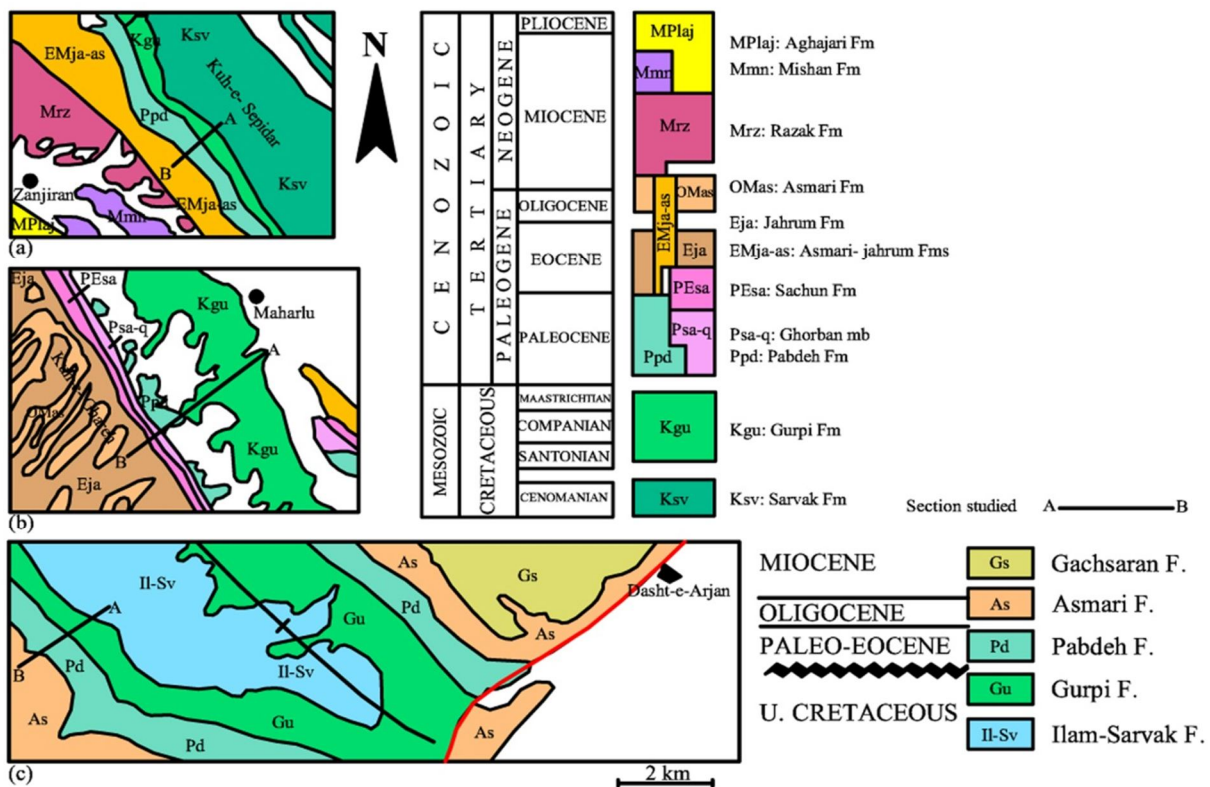 EMja-as
Kgu
Ksv
Kuh-e- Sepidar
Mrz
Ppd
A
B
Ksv
Zanjiran
Mmn
EMja-as
MPlaj
(a)
N
Eja
PEsa
Kgu
Maharlu
Psa-q
A
Ppd
OMas
B
Kgu
Eja
(b)
CENOZOIC
MESOZOIC
TERTIARY
CRETACEOUS
NEOGENE
PALEOGENE
PLIOCENE
MIOCENE
OLIGOCENE
EOCENE
PALEOCENE
MAASTRICHTIAN
COMPANIAN
SANTONIAN
CENOMANIAN
MPlaj
Mmn
Mrz
OMas
EMja-as
Eja
PEsa
Psa-q
Ppd
Kgu
Ksv
MPlaj: Aghajari Fm
Mmn: Mishan Fm
Mrz: Razak Fm
OMas: Asmari Fm
Eja: Jahrum Fm
EMja-as: Asmari- jahrum Fms
PEsa: Sachun Fm
Psa-q: Ghorban mb
Ppd: Pabdeh Fm
Kgu: Gurpi Fm
Ksv: Sarvak Fm
Section studied A B
Il-Sv
As
Gs
Dasht-e-Arjan
A
Pd
Gu
As
B
Pd
Il-Sv
As
Gu
As
Pd
(c)
2 km
MIOCENE
OLIGOCENE
PALEO-EOCENE
U. CRETACEOUS
Gs Gachsaran F.
As Asmari F.
Pd Pabdeh F.
Gu Gurpi F.
Il-Sv Ilam-Sarvak F.